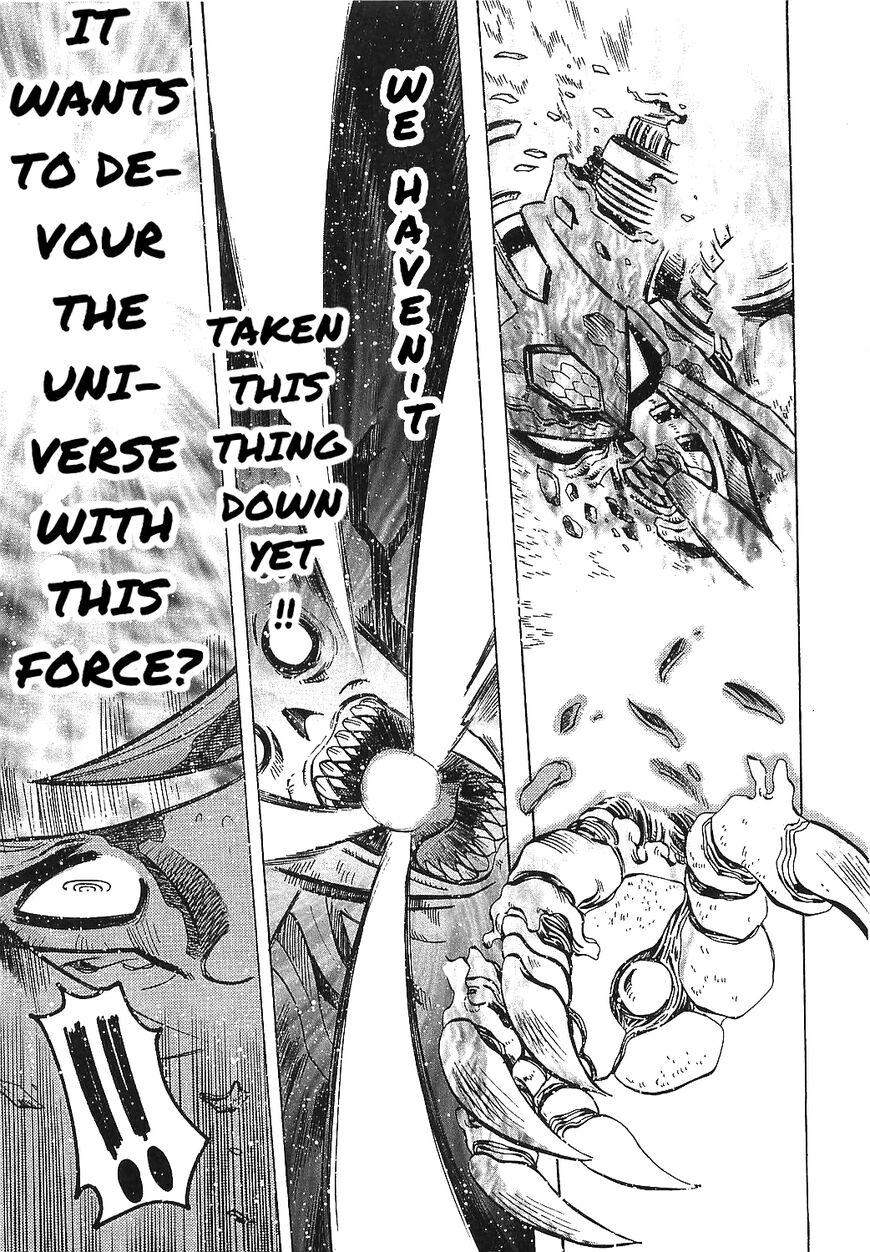 WE HAVEN'T
TAKEN
THIS
THING
DOWN
YET
!!
IT
WANTS
TO DE-
VOUR
THE
UNI-
VERSE
WITH
THIS
FORCE?
!!